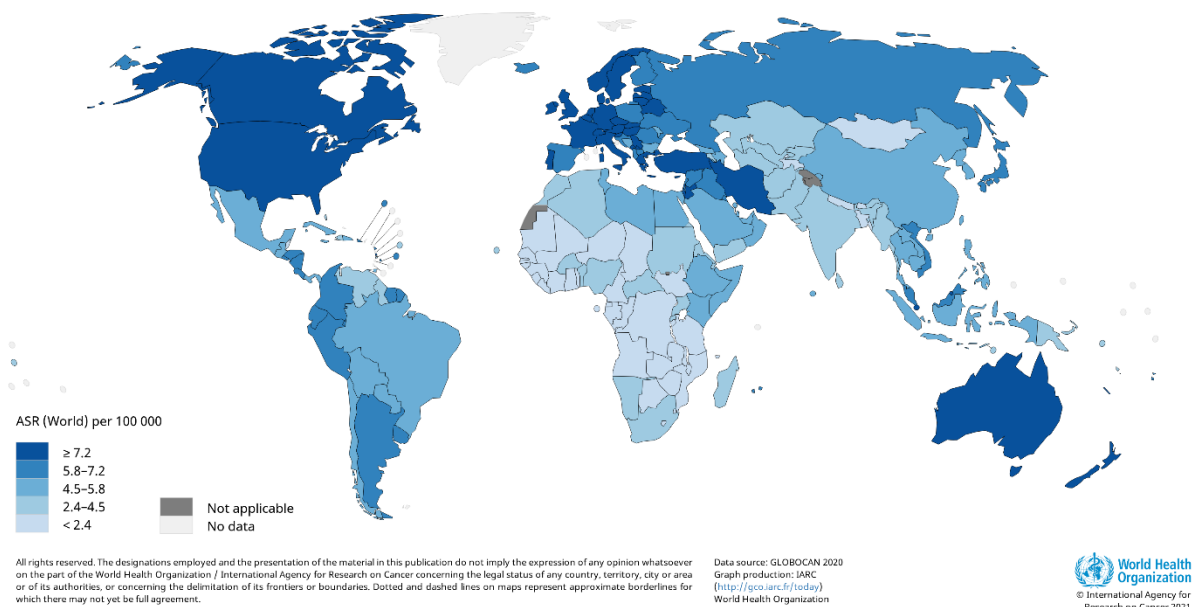 ASR (World) per 100 000
≥ 7.2
5.8–7.2
4.5–5.8
2.4–4.5
< 2.4
Not applicable
No data
All rights reserved. The designations employed and the presentation of the material in this publication do not imply the expression of any opinion whatsoever
on the part of the World Health Organization / International Agency for Research on Cancer concerning the legal status of any country, territory, city or area
or of its authorities, or concerning the delimitation of its frontiers or boundaries. Dotted and dashed lines on maps represent approximate borderlines for
which there may not yet be full agreement.
Data source: GLOBOCAN 2020
Graph production: IARC
(http://gco.iarc.fr/today)
World Health Organization
World Health
Organization
© International Agency for
Research on Cancer 2021